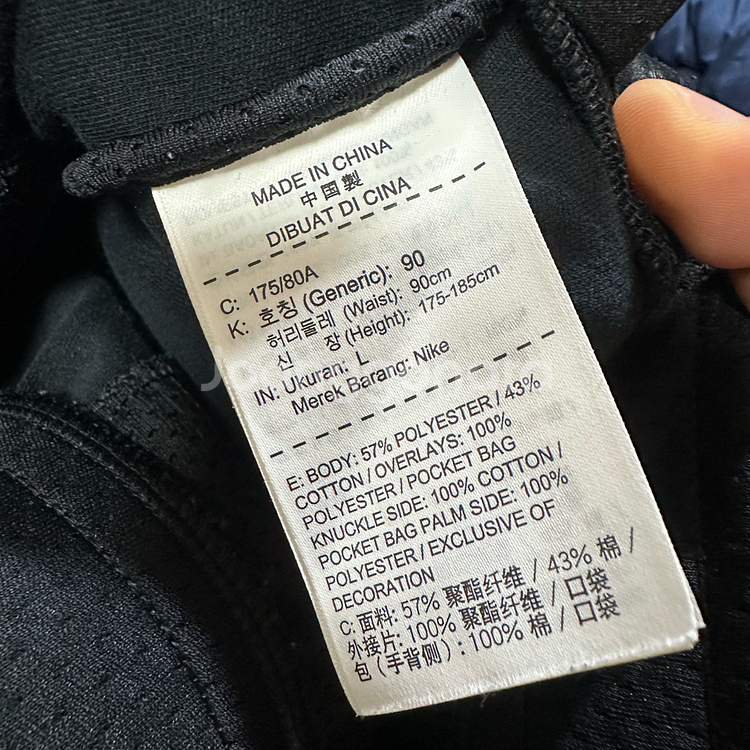 MADE IN CHINA
中国製
DIBUAT DI CINA
C: 175/80A
K: 호칭 (Generic): 90
허리둘레 (Waist): 90cm
신 장 (Height): 175-185cm
IN: Ukuran: L
Merek Barang: Nike
E: BODY: 57% POLYESTER / 43%
COTTON / OVERLAYS: 100%
POLYESTER / POCKET BAG
KNUCKLE SIDE: 100% COTTON /
POCKET BAG PALM SIDE: 100%
POLYESTER / EXCLUSIVE OF
DECORATION
C: 面料: 57% 聚酯纤维 / 43% 棉 /
外接片: 100% 聚酯纤维 / 口袋
包 (手背侧) : 100% 棉 / 口袋